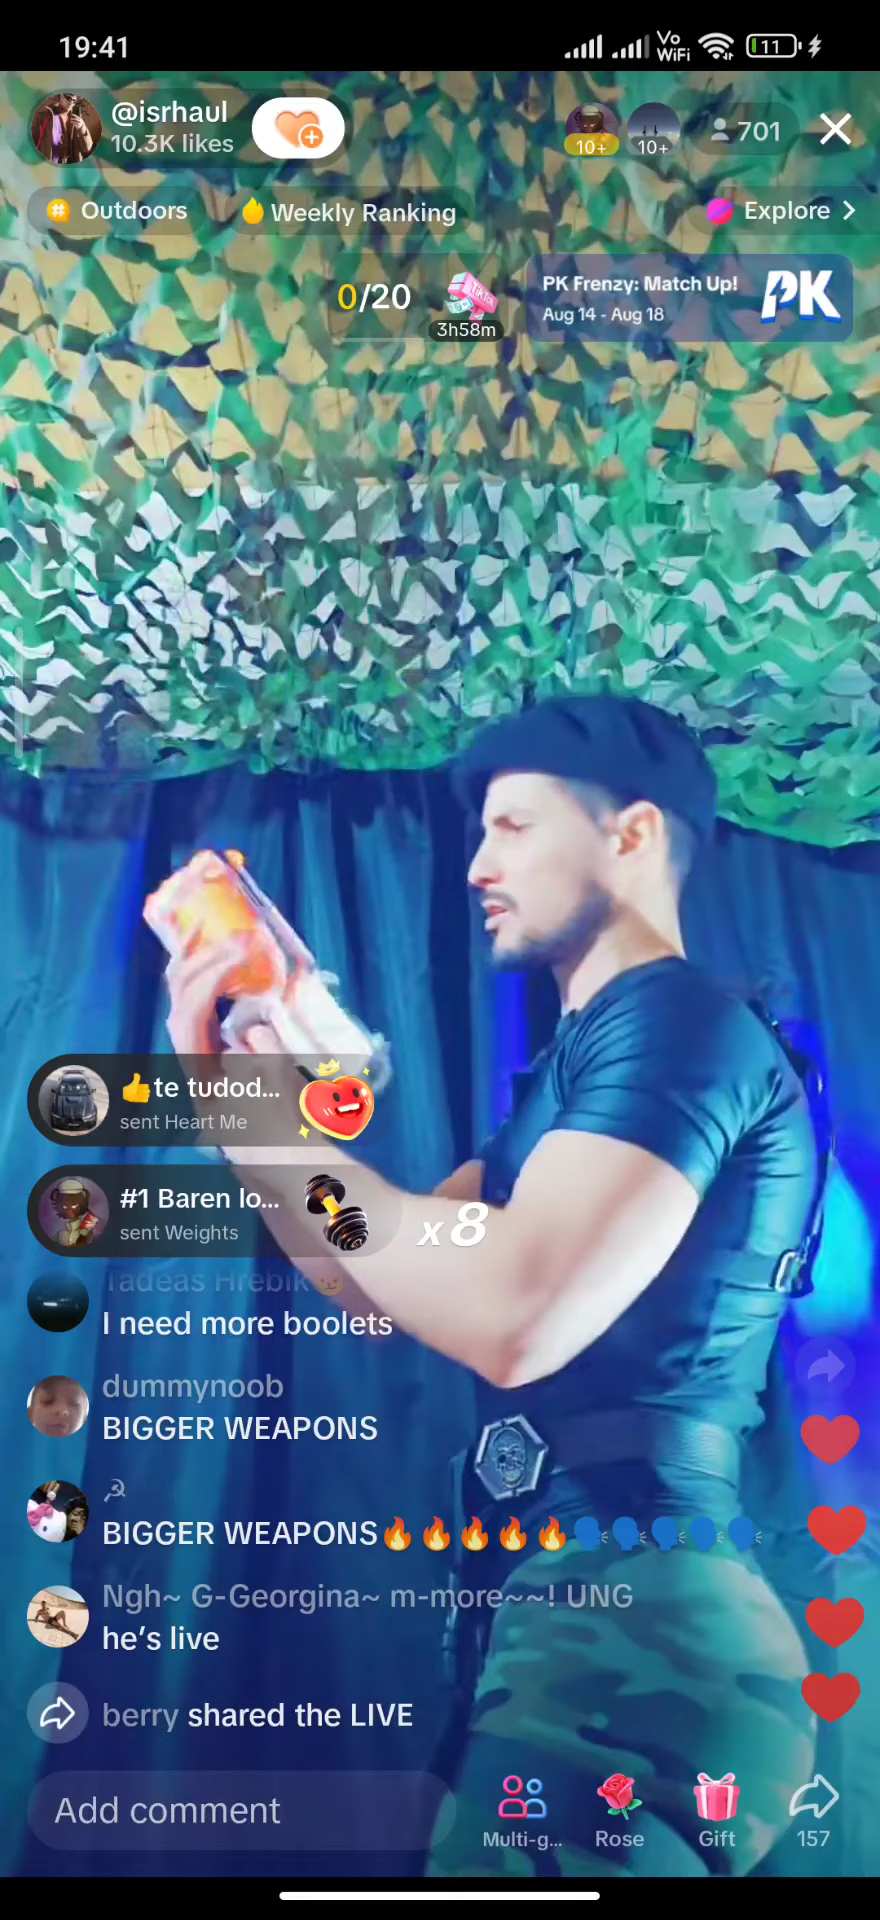 19:41
Vo
WiFi
11
@isrhaul
10.3K likes
10+
10+
701
Outdoors
Weekly Ranking
Explore
0/20
TikTok
3h58m
PK Frenzy: Match Up!
Aug 14 - Aug 18
PK
👍te tudod...
sent Heart Me
#1 Baren lo...
sent Weights
x8
Tadeas Hrebik
I need more boolets
dummynoob
BIGGER WEAPONS
☭
BIGGER WEAPONS🔥🔥🔥🔥🔥🗣️🗣️🗣️🗣️🗣️
Ngh~ G-Georgina~ m-more~~! UNG
he's live
berry shared the LIVE
Add comment
Multi-g...
Rose
Gift
157